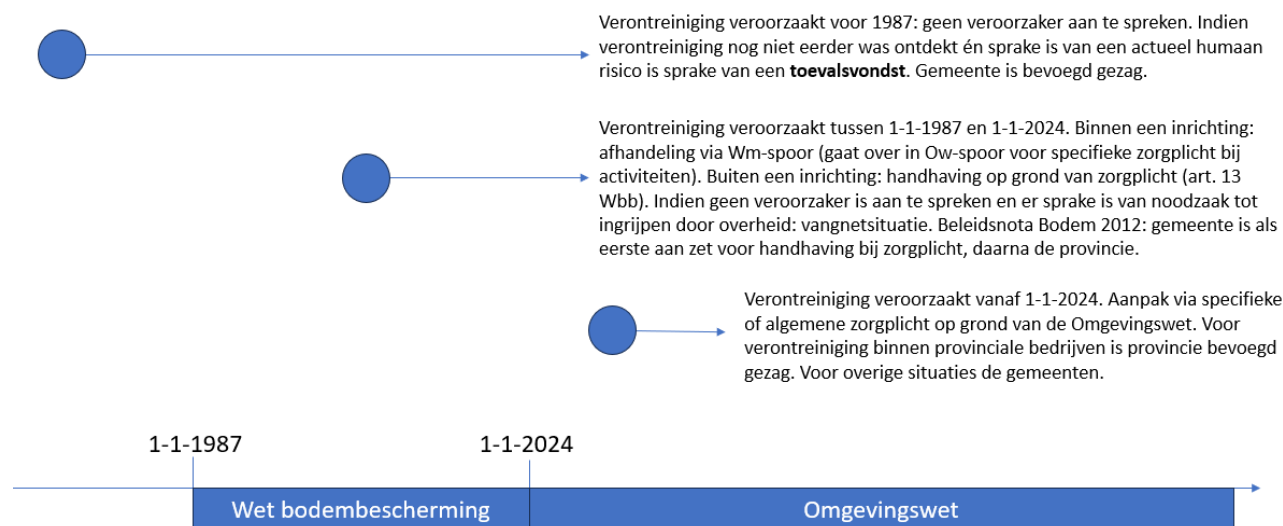 Verontreiniging veroorzaakt voor 1987: geen veroorzaker aan te spreken. Indien
verontreiniging nog niet eerder was ontdekt én sprake is van een actueel humaan
risico is sprake van een toevalsvondst. Gemeente is bevoegd gezag.
Verontreiniging veroorzaakt tussen 1-1-1987 en 1-1-2024. Binnen een inrichting:
afhandeling via Wm-spoor (gaat over in Ow-spoor voor specifieke zorgplicht bij
activiteiten). Buiten een inrichting: handhaving op grond van zorgplicht (art. 13
Wbb). Indien geen veroorzaker is aan te spreken en er sprake is van noodzaak tot
ingrijpen door overheid: vangnetsituatie. Beleidsnota Bodem 2012: gemeente is als
eerste aan zet voor handhaving bij zorgplicht, daarna de provincie.
Verontreiniging veroorzaakt vanaf 1-1-2024. Aanpak via specifieke
of algemene zorgplicht op grond van de Omgevingswet. Voor
verontreiniging binnen provinciale bedrijven is provincie bevoegd
gezag. Voor overige situaties de gemeenten.
1-1-1987
1-1-2024
Wet bodembescherming
Omgevingswet